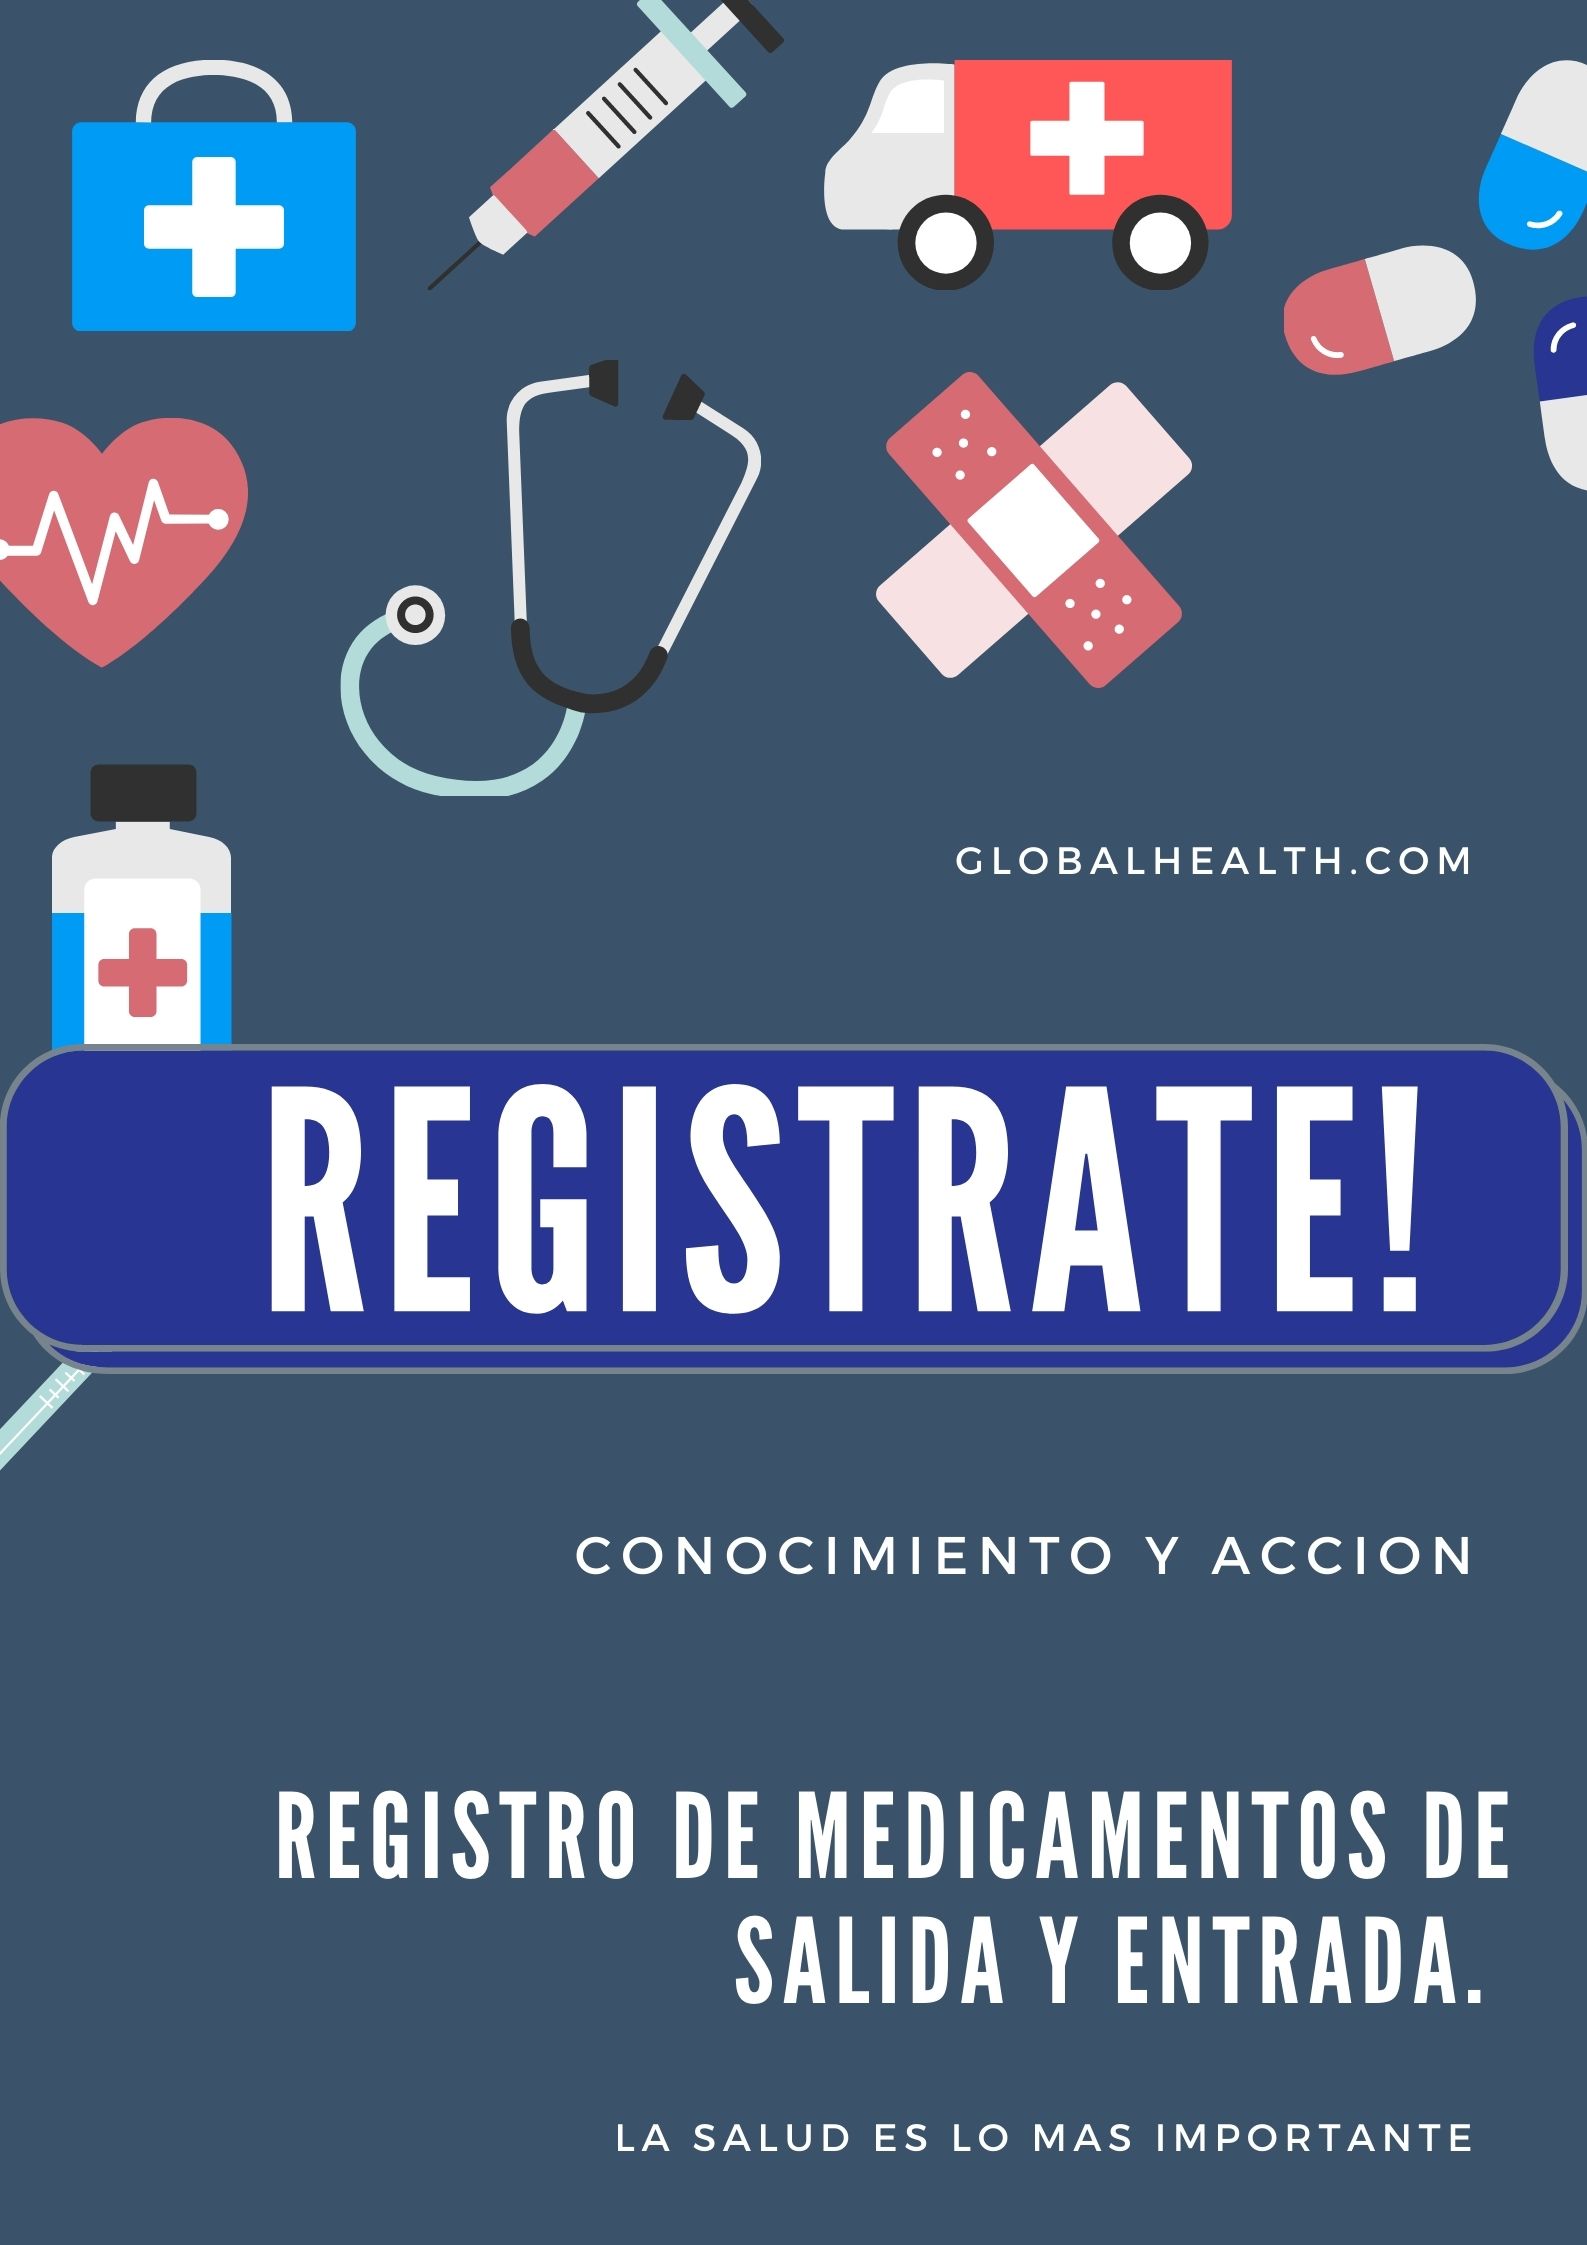 GLOBALHEALTH.COM
REGISTRATE!
CONOCIMIENTO Y ACCION
REGISTRO DE MEDICAMENTOS DE
SALIDA Y ENTRADA.
LA SALUD ES LO MAS IMPORTANTE